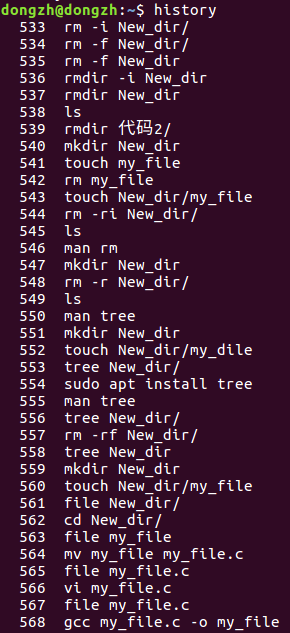 dongzh@dongzh:~$ history
533 rm -i New_dir/
534 rm -f New_dir/
535 rm -f New_dir
536 rmdir -i New_dir
537 rmdir New_dir
538 ls
539 rmdir 代码2/
540 mkdir New_dir
541 touch my_file
542 rm my_file
543 touch New_dir/my_file
544 rm -ri New_dir/
545 ls
546 man rm
547 mkdir New_dir
548 rm -r New_dir/
549 ls
550 man tree
551 mkdir New_dir
552 touch New_dir/my_dile
553 tree New_dir/
554 sudo apt install tree
555 man tree
556 tree New_dir/
557 rm -rf New_dir/
558 tree New_dir
559 mkdir New_dir
560 touch New_dir/my_file
561 file New_dir/
562 cd New_dir/
563 file my_file
564 mv my_file my_file.c
565 file my_file.c
566 vi my_file.c
567 file my_file.c
568 gcc my_file.c -o my_file